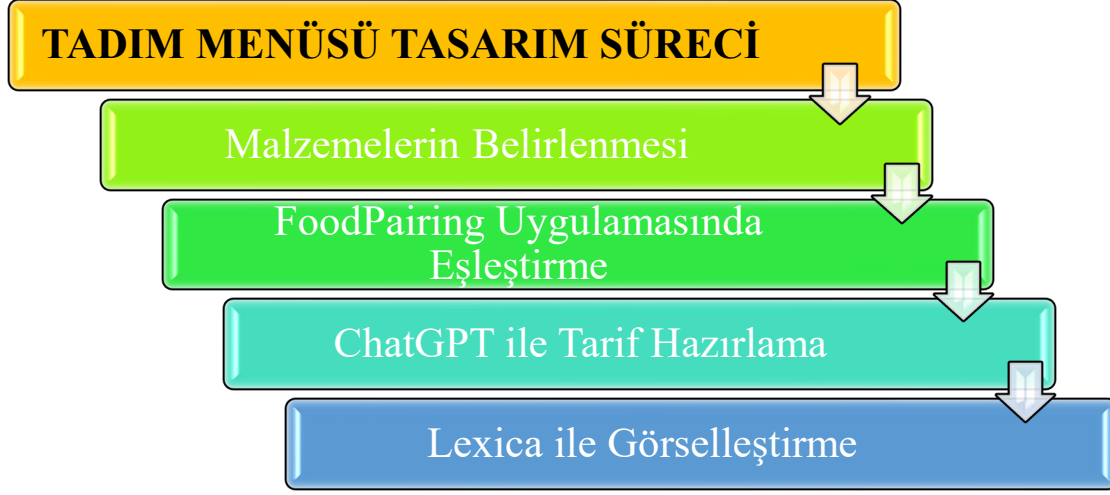 TADIM MENÜSÜ TASARIM SÜRECİ
Malzemelerin Belirlenmesi
FoodPairing Uygulamasında
Eşleştirme
ChatGPT ile Tarif Hazırlama
Lexica ile Görselleştirme